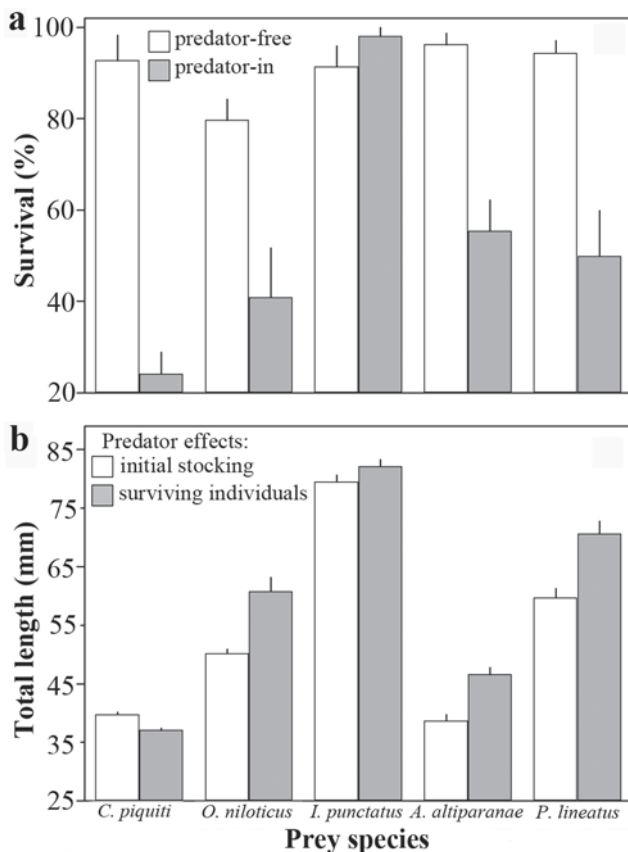 a
100
80
60
40
20
Survival (%)
predator-free
predator-in
b
85
75
65
55
45
35
25
Total length (mm)
Predator effects:
initial stocking
surviving individuals
C. piquiti O. niloticus I. punctatus A. altiparanae P. lineatus
Prey species